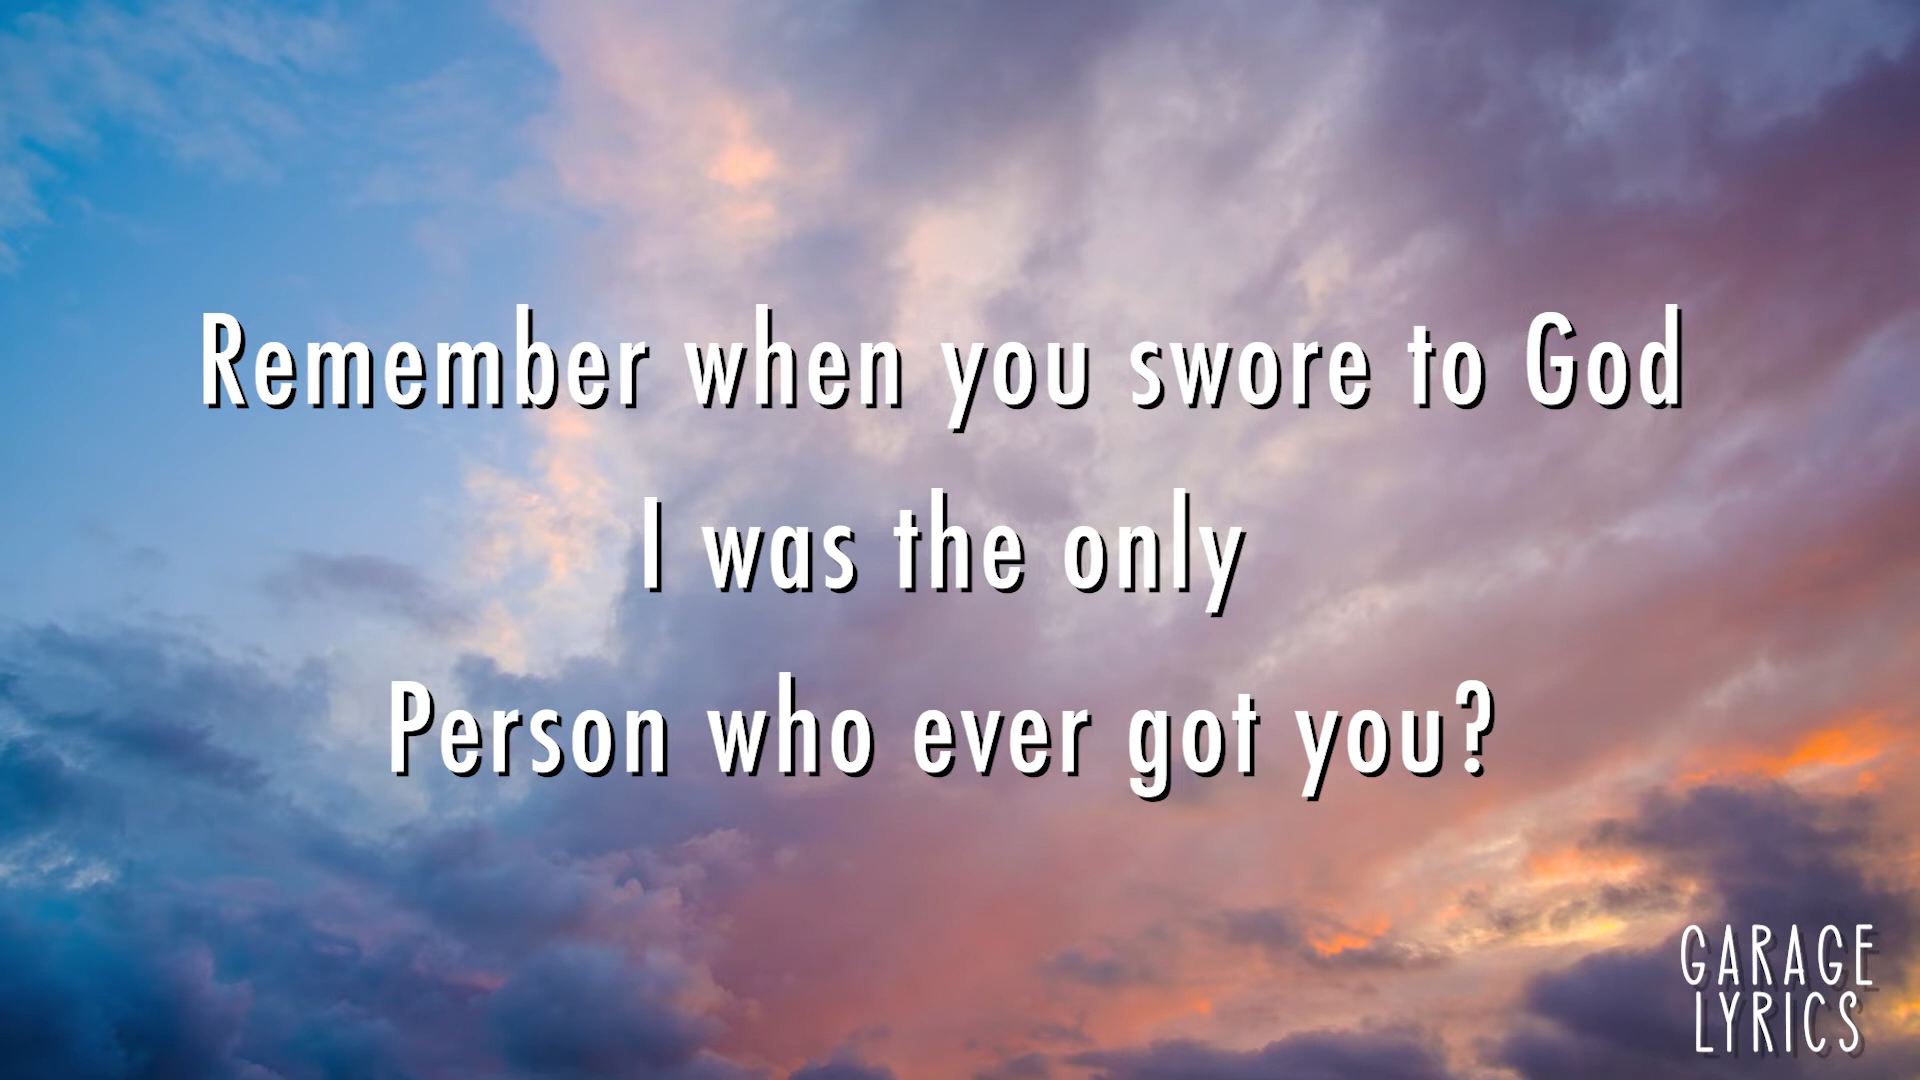 Remember when you swore to God
I was the only
Person who ever got you?
GARAGE
LYRICS